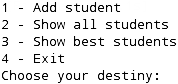 1 - Add student
2 - Show all students
3 - Show best students
4 - Exit
Choose your destiny: